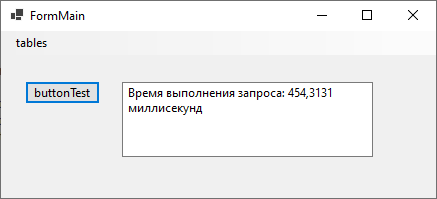 FormMain
tables
buttonTest
Время выполнения запроса: 454,3131
миллисекунд